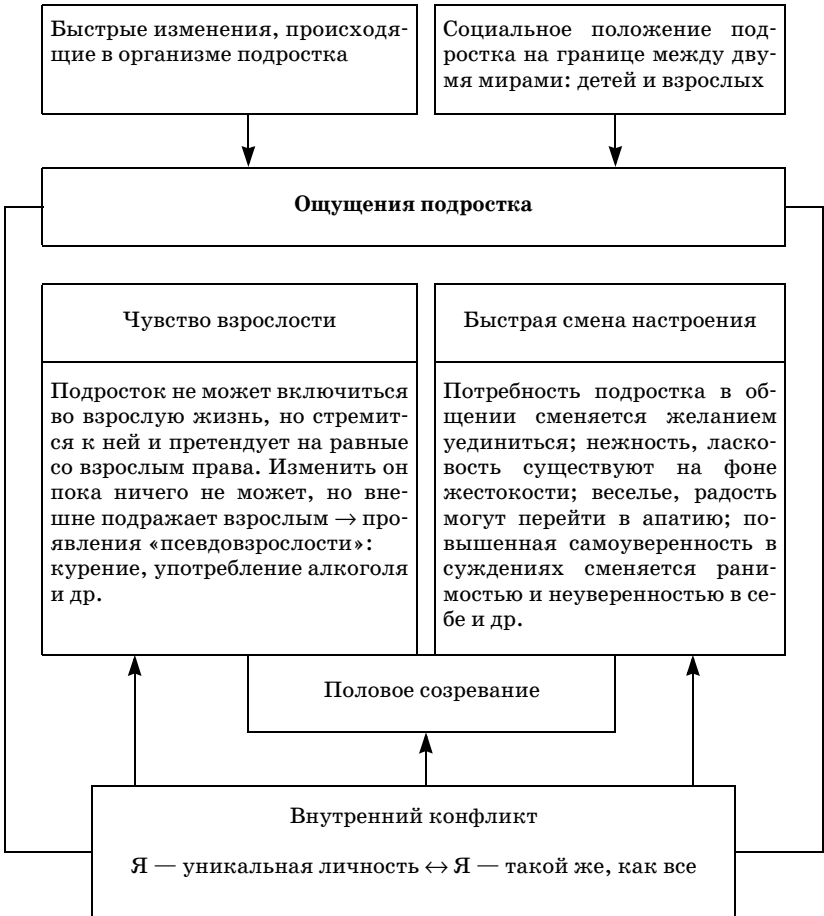 Быстрые изменения, происходя-
щие в организме подростка
Социальное положение под-
ростка на границе между дву-
мя мирами: детей и взрослых
Ощущения подростка
Чувство взрослости
Подросток не может включиться
во взрослую жизнь, но стремит-
ся к ней и претендует на равные
со взрослым права. Изменить он
пока ничего не может, но вне-
шне подражает взрослым → про-
явления «псевдовзрослости»:
курение, употребление алкоголя
и др.
Быстрая смена настроения
Потребность подростка в об-
щении сменяется желанием
уединиться; нежность, ласко-
вость существуют на фоне
жестокости; веселье, радость
могут перейти в апатию; по-
вышенная самоуверенность в
суждениях сменяется рани-
мостью и неуверенностью в се-
бе и др.
Половое созревание
Внутренний конфликт
Я — уникальная личность ↔ Я — такой же, как все